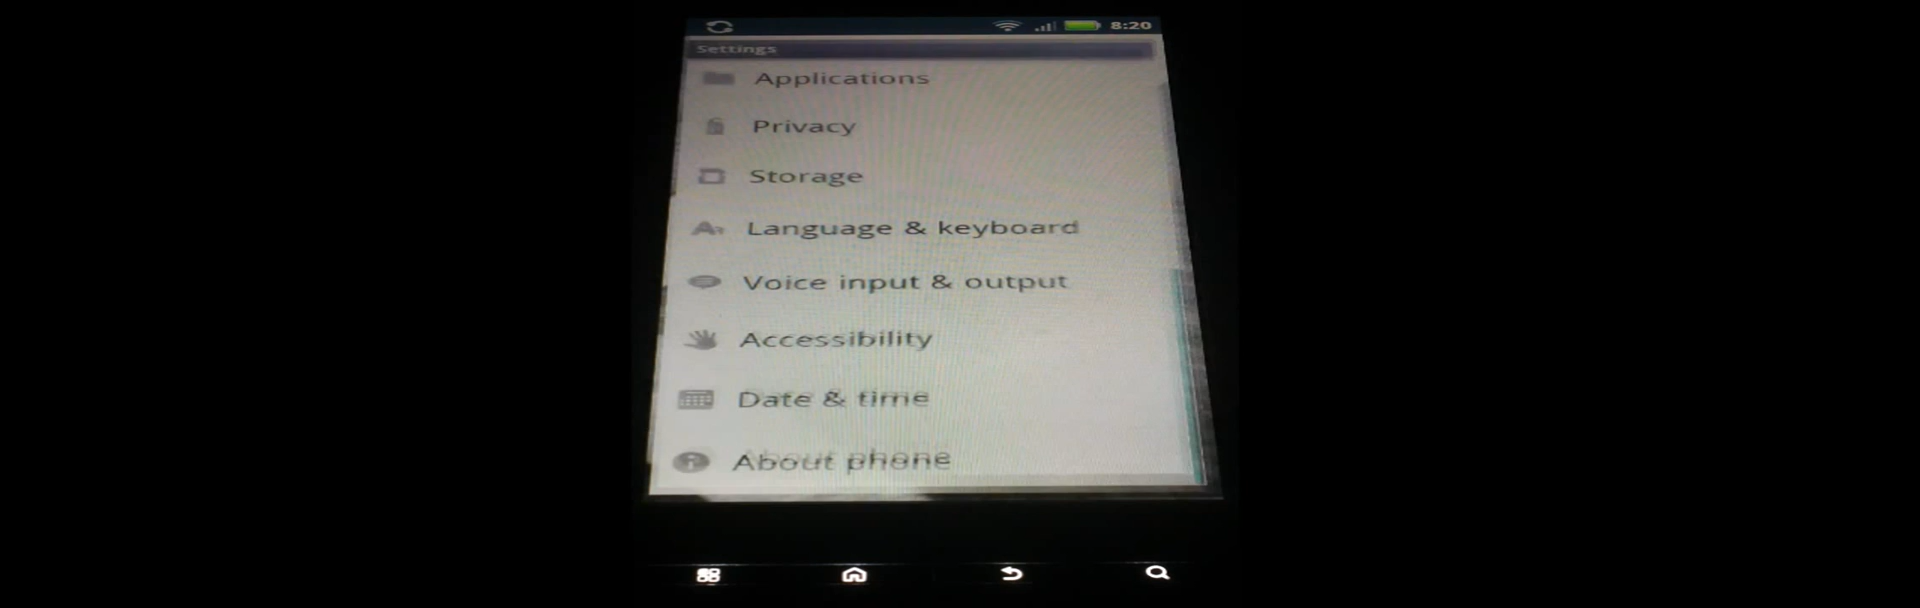 8:20
Settings
Applications
Privacy
Storage
Language & keyboard
Voice input & output
Accessibility
Date & time
About phone